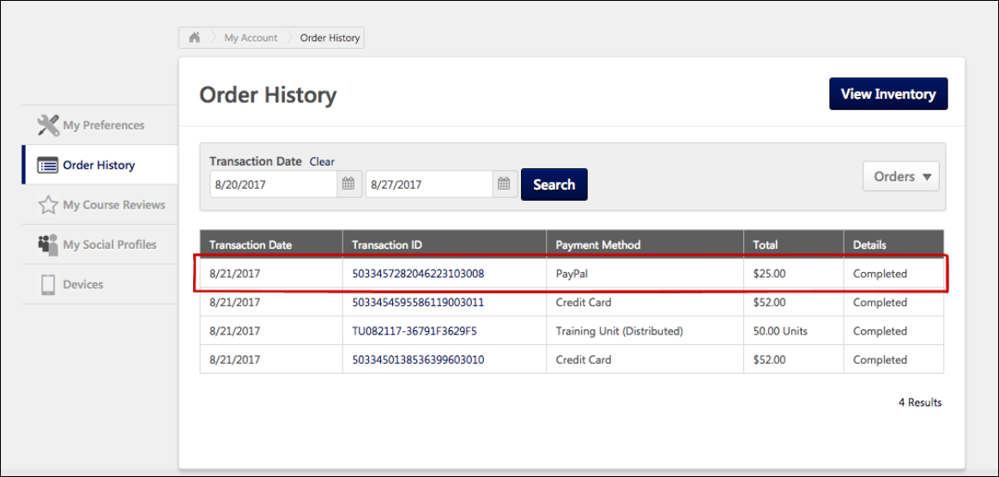 My Account Order History
Order History
View Inventory
My Preferences
Order History
My Course Reviews
My Social Profiles
Devices
Transaction Date Clear
8/20/2017 8/27/2017 Search
Orders ▼
Transaction Date Transaction ID Payment Method Total Details
8/21/2017 5033457282046223103008 PayPal $25.00 Completed
8/21/2017 5033454595586119003011 Credit Card $52.00 Completed
8/21/2017 TU082117-36791F3629F5 Training Unit (Distributed) 50.00 Units Completed
8/21/2017 5033450138536399603010 Credit Card $52.00 Completed
4 Results